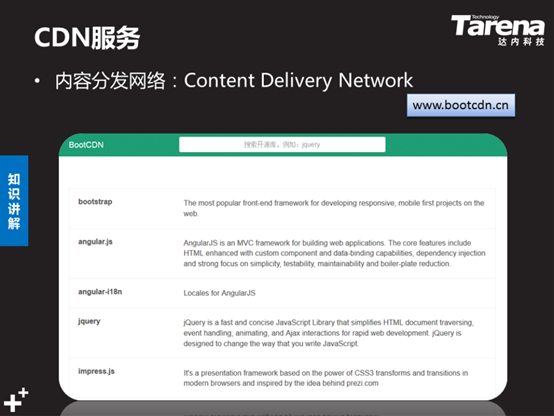 CDN服务
Technology
Tarena
达内科技
• 内容分发网络：Content Delivery Network
www.bootcdn.cn
BootCDN
搜索开源库，例如：jquery
知识讲解
bootstrap
The most popular front-end framework for developing responsive, mobile first projects on the
web.
angular.js
AngularJS is an MVC framework for building web applications. The core features include
HTML enhanced with custom component and data-binding capabilities, dependency injection
and strong focus on simplicity, testability, maintainability and boiler-plate reduction.
angular-i18n
Locales for AngularJS
jquery
jQuery is a fast and concise JavaScript Library that simplifies HTML document traversing,
event handling, animating, and Ajax interactions for rapid web development. jQuery is
designed to change the way that you write JavaScript.
impress.js
It's a presentation framework based on the power of CSS3 transforms and transitions in
modern browsers and inspired by the idea behind prezi.com